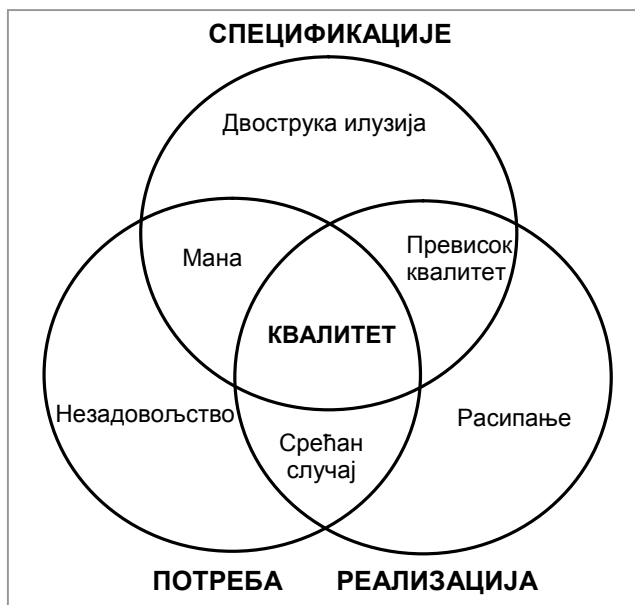 СПЕЦИФИКАЦИЈЕ
Двострука илузија
Мана
Превисок
квалитет
КВАЛИТЕТ
Незадовољство
Расипање
Срећан
случај
ПОТРЕБА
РЕАЛИЗАЦИЈА